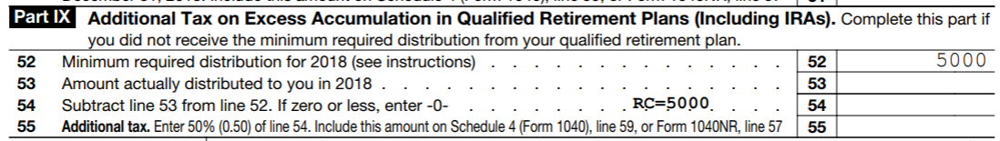 Part IX Additional Tax on Excess Accumulation in Qualified Retirement Plans (Including IRAs). Complete this part if
you did not receive the minimum required distribution from your qualified retirement plan.
52 Minimum required distribution for 2018 (see instructions) . . . . . . . . . . . . . . 52 5000
53 Amount actually distributed to you in 2018 . . . . . . . . . . . . . . . . . . 53
54 Subtract line 53 from line 52. If zero or less, enter -0- . . . . . . . RC=5000 . . . 54
55 Additional tax. Enter 50% (0.50) of line 54. Include this amount on Schedule 4 (Form 1040), line 59, or Form 1040NR, line 57 55